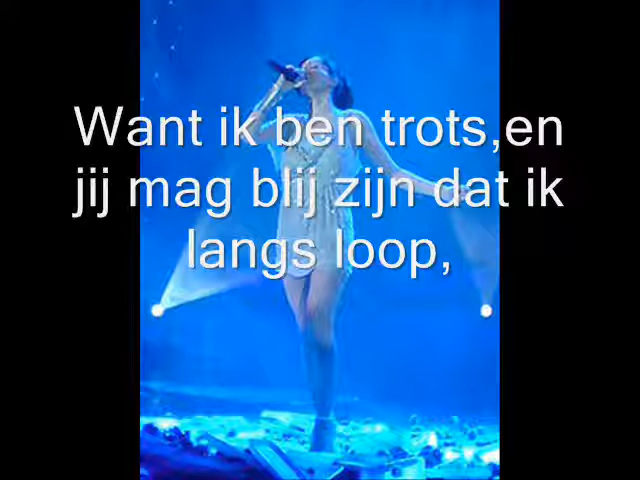 Want ik ben trots,en
jij mag blij zijn dat ik
langs loop,